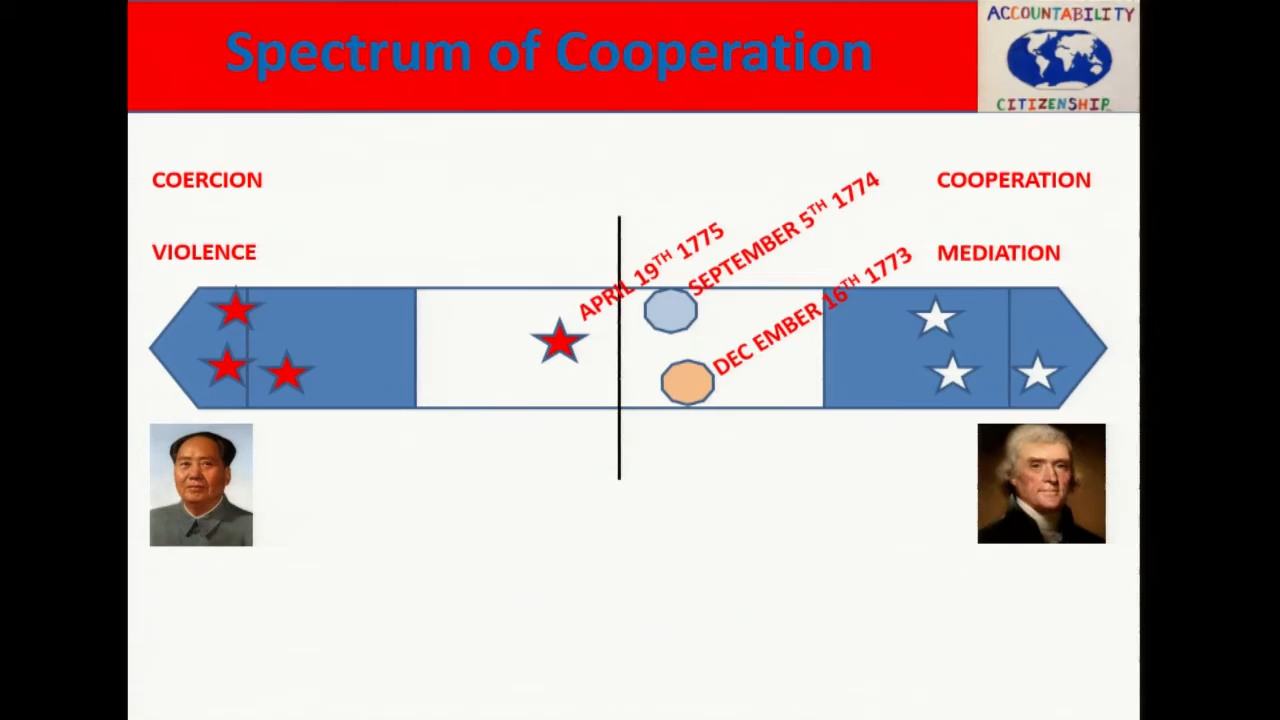 Spectrum of Cooperation
ACCOUNTABILITY
CITIZENSHIP
COERCION
COOPERATION
VIOLENCE
MEDIATION
APRIL 19TH 1775
SEPTEMBER 5TH 1774
DEC EMBER 16TH 1773